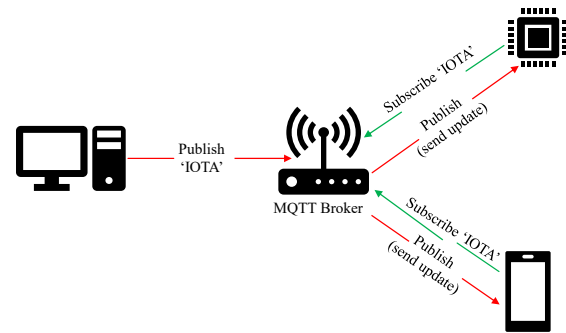 Subscribe ‘IOTA’
Publish
(send update)
Publish
‘IOTA’
MQTT Broker
Subscribe ‘IOTA’
Publish
(send update)